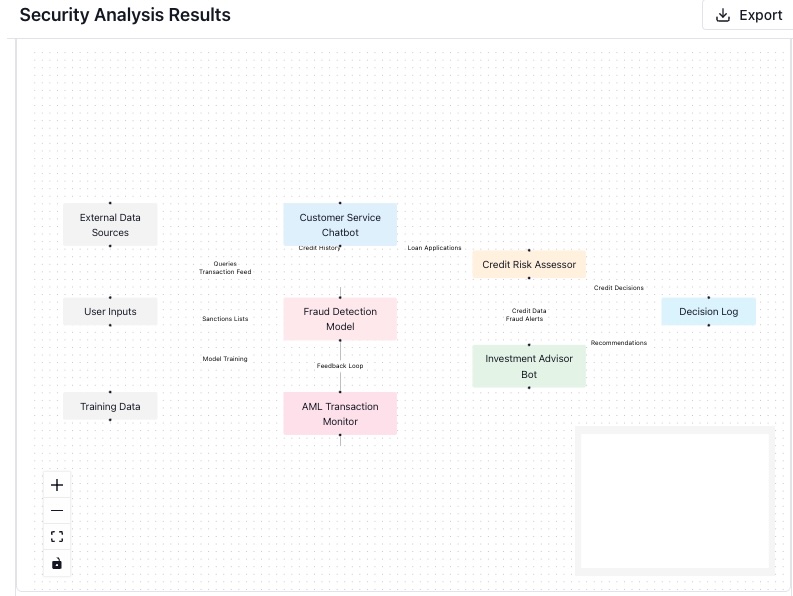 Security Analysis Results
Export
External Data
Sources
Customer Service
Chatbot
Credit History
Loan Applications
Queries
Transaction Feed
Credit Risk Assessor
Credit Decisions
User Inputs
Sanctions Lists
Fraud Detection
Model
Credit Data
Fraud Alerts
Decision Log
Recommendations
Model Training
Feedback Loop
Investment Advisor
Bot
Training Data
AML Transaction
Monitor